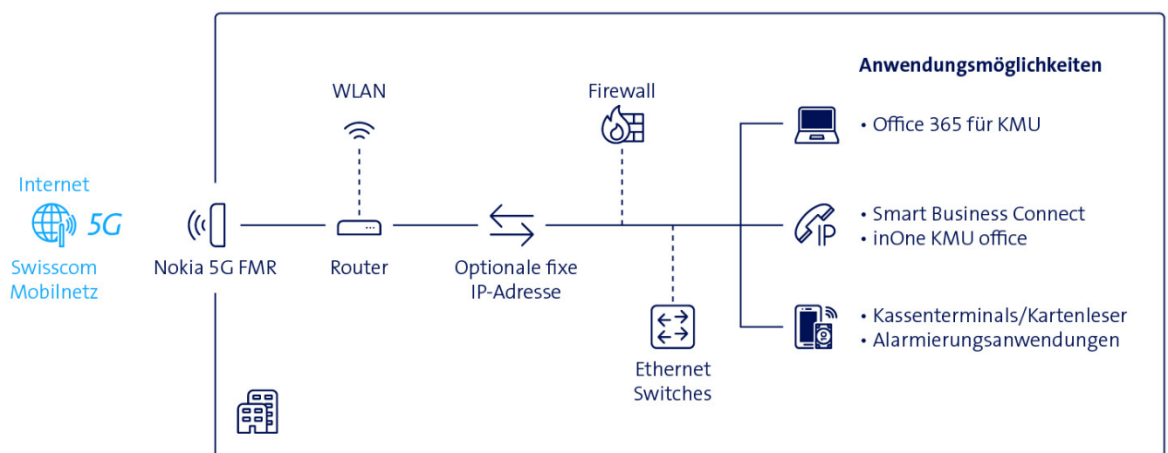 Anwendungsmöglichkeiten
WLAN
Firewall
• Office 365 für KMU
Internet
5G
Swisscom
Mobilnetz
Nokia 5G FMR
Router
Optionale fixe
IP-Adresse
IP
• Smart Business Connect
• inOne KMU office
Ethernet
Switches
• Kassenterminals/Kartenleser
• Alarmierungsanwendungen